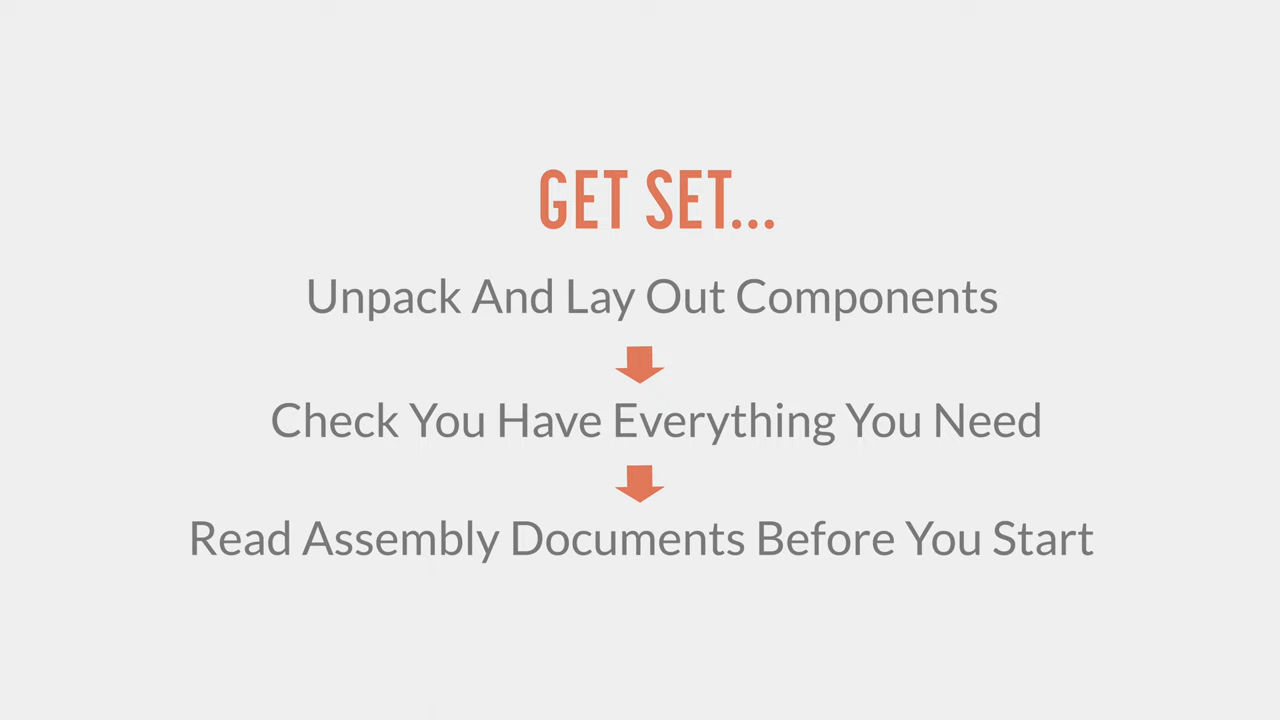 GET SET...
Unpack And Lay Out Components
Check You Have Everything You Need
Read Assembly Documents Before You Start